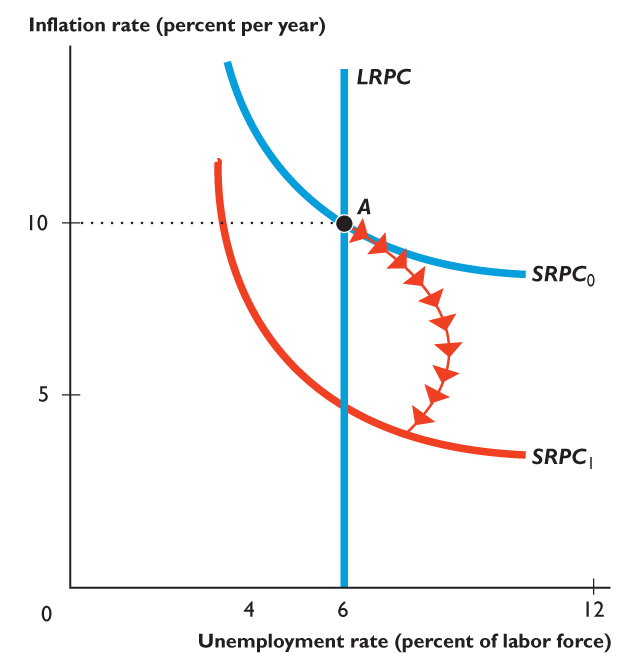 Inflation rate (percent per year)
LRPC
A
10
SRPC₀
5
SRPC₁
0
4
6
12
Unemployment rate (percent of labor force)